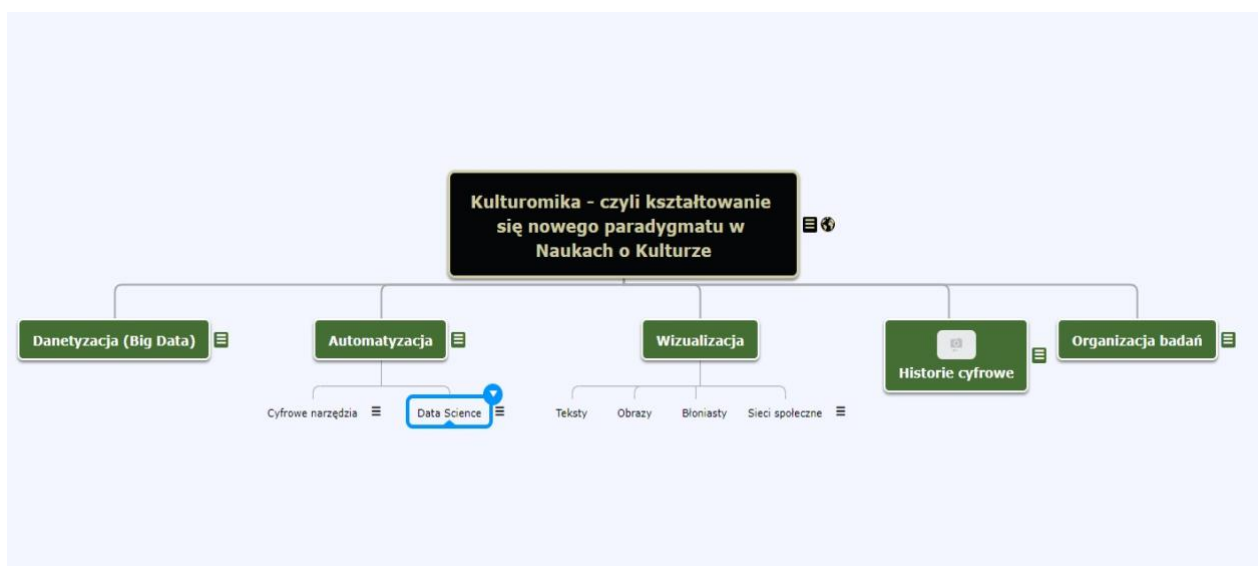 Kulturomika - czyli kształtowanie
się nowego paradygmatu w
Naukach o Kulturze
Danetyzacja (Big Data)
Automatyzacja
Wizualizacja
Historie cyfrowe
Organizacja badań
Cyfrowe narzędzia
Data Science
Teksty
Obrazy
Błoniasty
Sieci społeczne